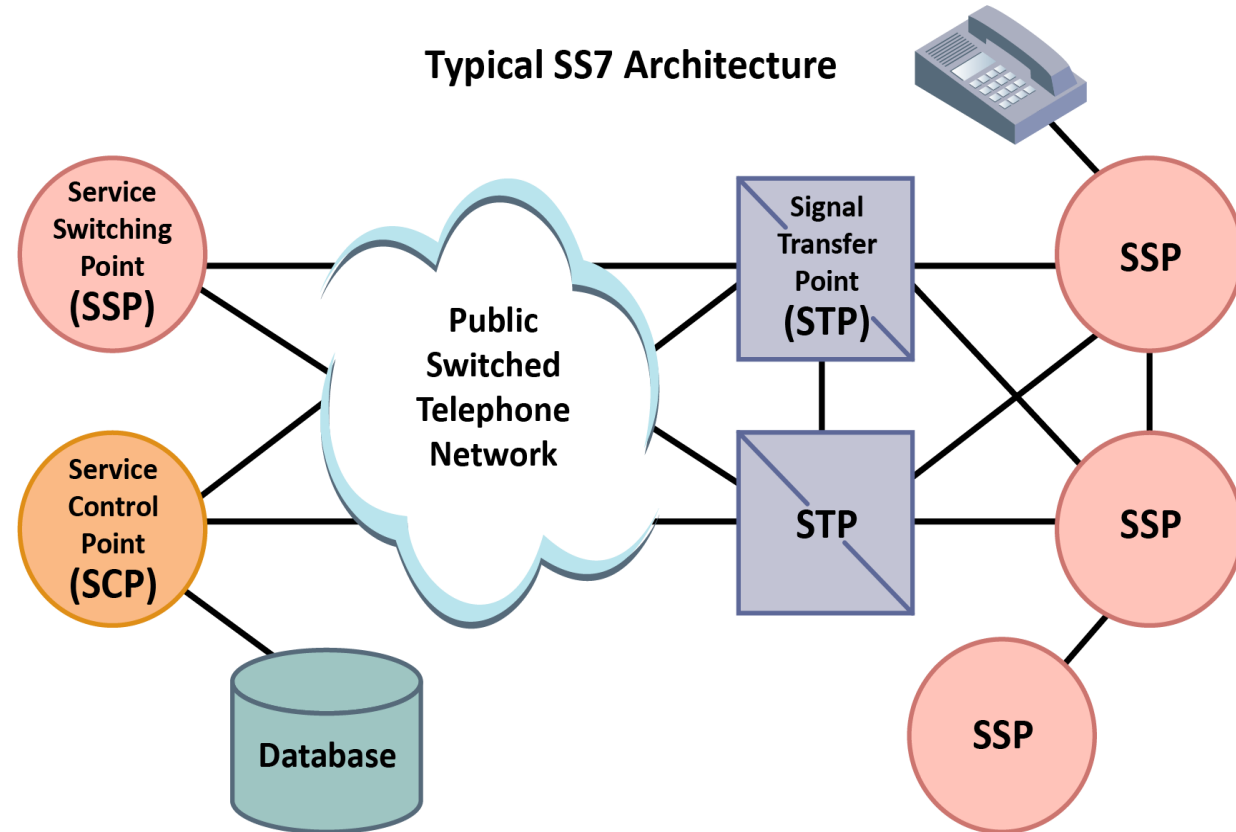 Typical SS7 Architecture
Service
Switching
Point
(SSP)
Public
Switched
Telephone
Network
Signal
Transfer
Point
(STP)
SSP
Service
Control
Point
(SCP)
STP
SSP
Database
SSP